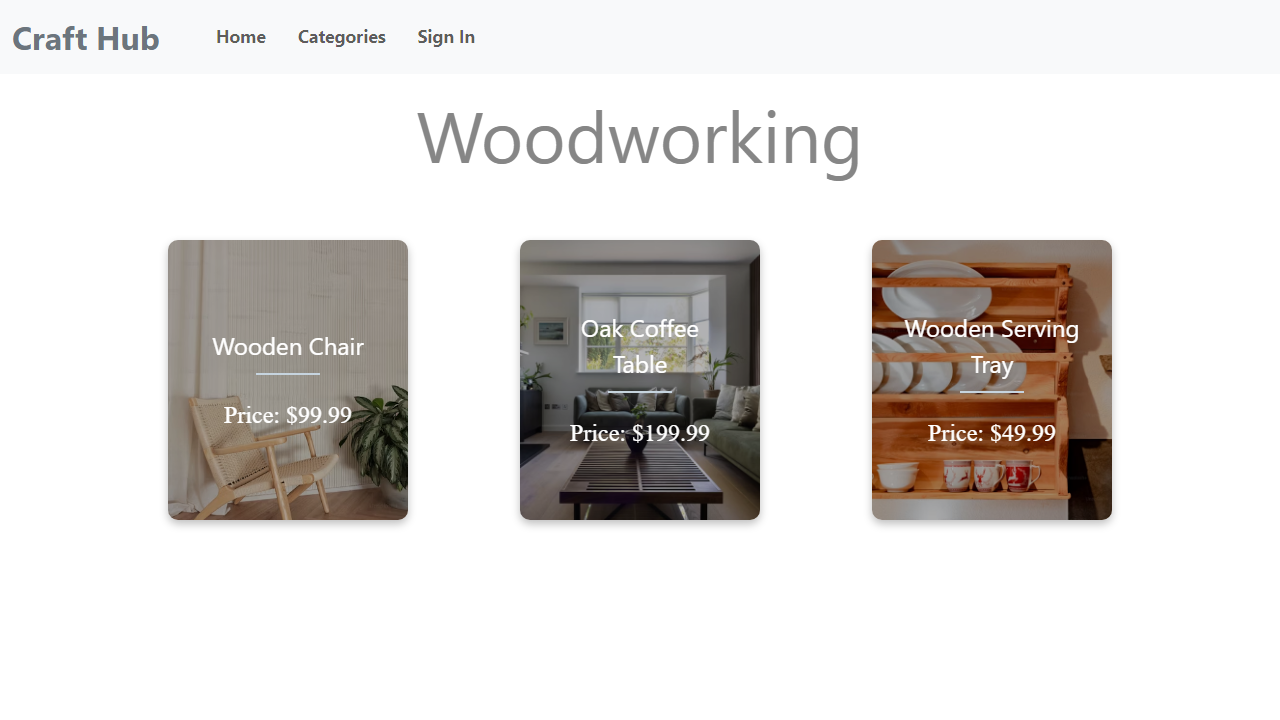 Craft Hub Home Categories Sign In
Woodworking
Wooden Chair
Price: $99.99
Oak Coffee
Table
Price: $199.99
Wooden Serving
Tray
Price: $49.99